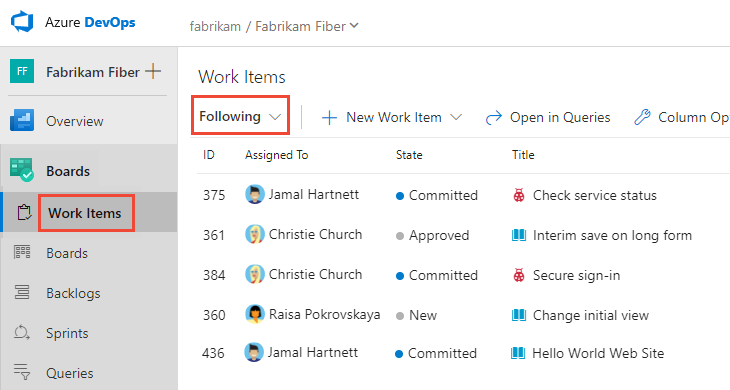 Azure DevOps
fabrikam / Fabrikam Fiber
FF Fabrikam Fiber
Overview
Boards
Work Items
Boards
Backlogs
Sprints
Queries
Work Items
Following New Work Item Open in Queries Column Op
ID Assigned To State Title
375 Jamal Hartnett Committed Check service status
361 Christie Church Approved Interim save on long form
384 Christie Church Committed Secure sign-in
360 Raisa Pokrovskaya New Change initial view
436 Jamal Hartnett Committed Hello World Web Site